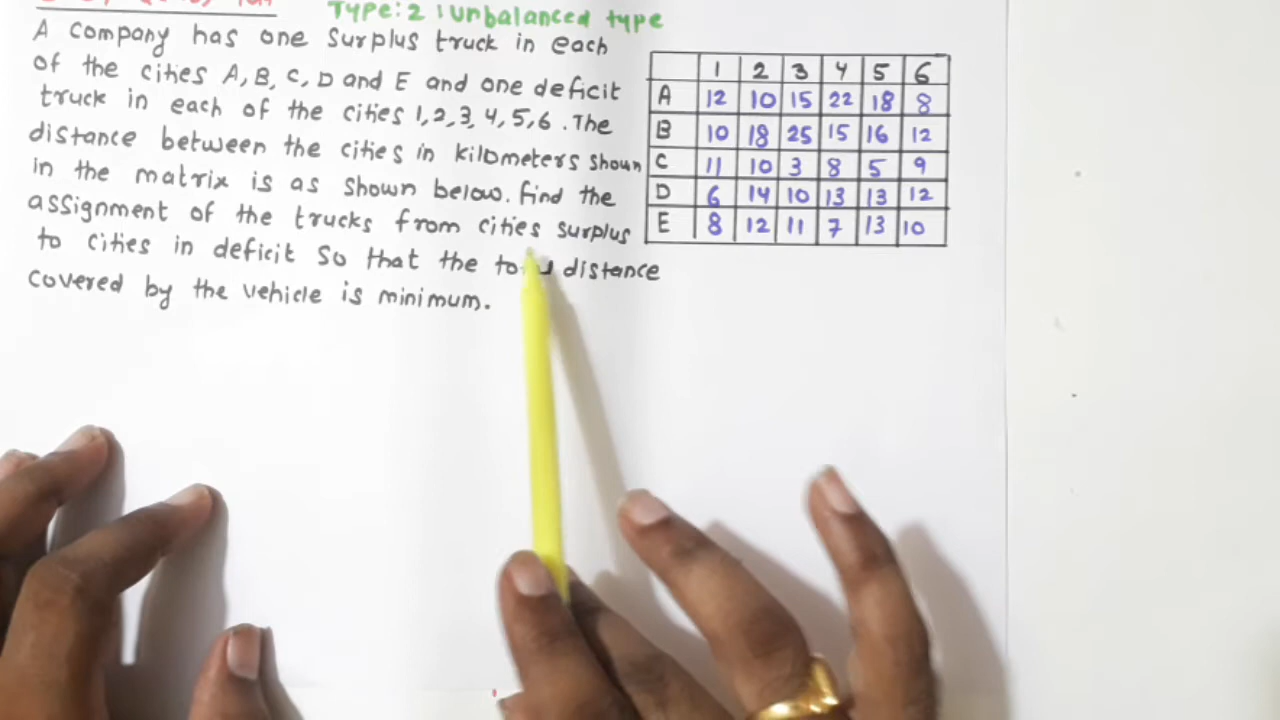 Type: 2 : Unbalanced type
A company has one surplus truck in each
of the cities A, B, C, D and E and one deficit
truck in each of the cities 1,2,3, 4,5,6. The
distance between the cities in kilometers shown
in the matrix is as shown below. find the
assignment of the trucks from cities surplus
to cities in deficit So that the distance
covered by the vehicle is minimum.
1 2 3 4 5 6
A 12 10 15 22 18 8
B 10 18 25 15 16 12
C 11 10 3 8 5 9
D 6 14 10 13 13 12
E 8 12 11 7 13 10